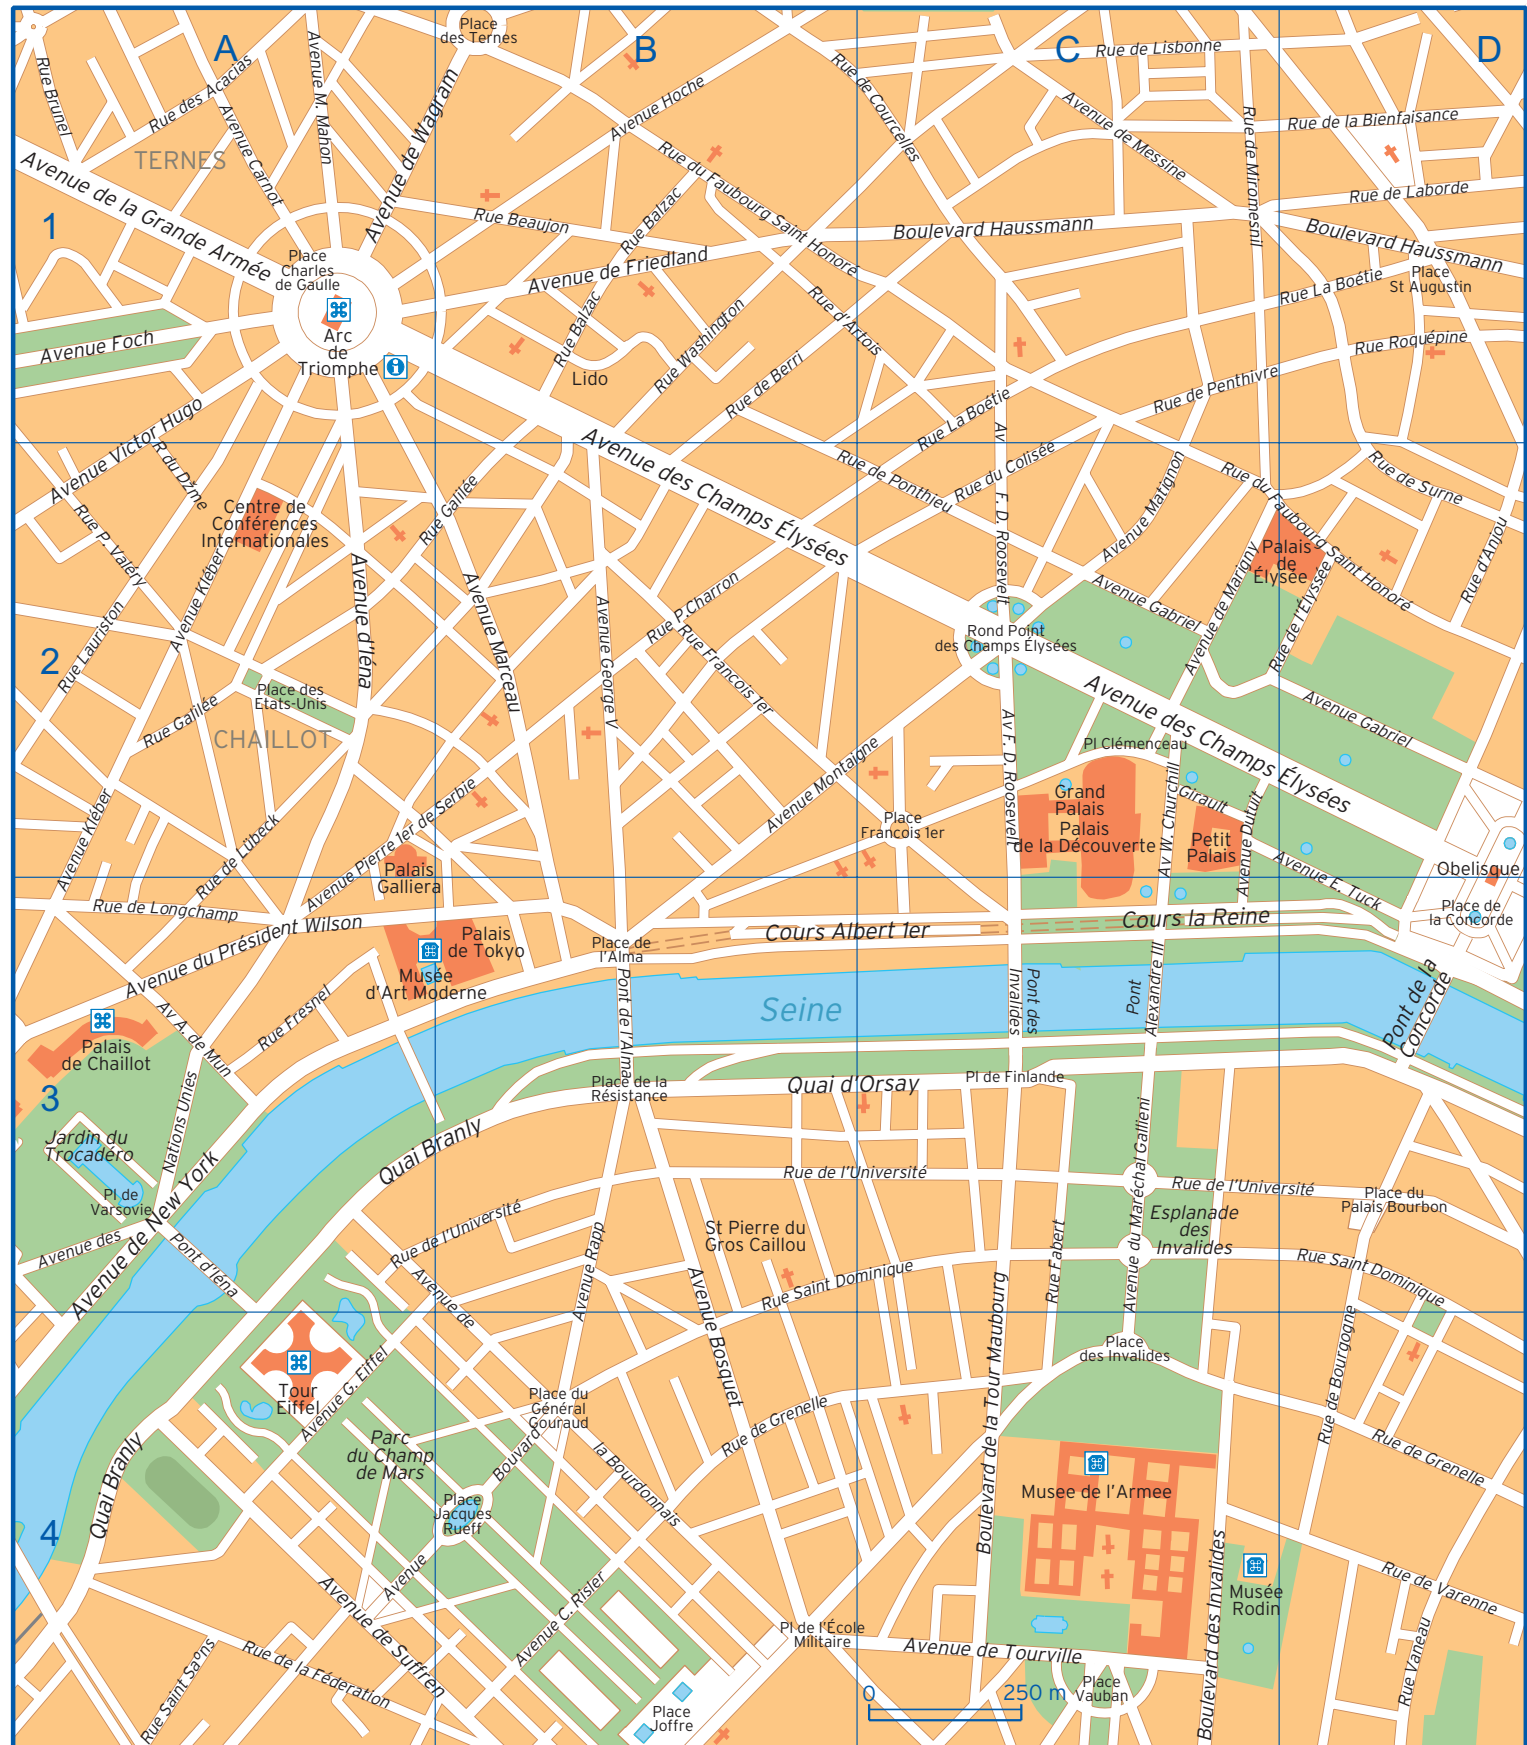 A
B
C
D
1
2
3
4
Place
des Ternes
Rue Brunel
Rue des Acacias
Avenue M. Mahon
Avenue Carnot
Avenue de Wagram
TERNES
Avenue de la Grande Armée
Avenue Hoche
Rue de Courcelles
Rue de Lisbonne
Avenue de Messine
Rue de Miromesnil
Rue de la Bienfaisance
Rue de Laborde
Rue du Faubourg Saint Honoré
Rue Beaujon
Rue Balzac
Boulevard Haussmann
Boulevard Haussmann
Place
Charles
de Gaulle
Avenue de Friedland
Rue La Boétie
Place
St Augustin
Arc
de
Triomphe
Avenue Foch
Rue Balzac
Rue Washington
Rue d'Artois
Lido
Rue de Berri
Rue Roquépine
Rue de Penthivre
Rue La Boétie
Avenue Victor Hugo
R du Džme
Avenue des Champs Élysées
Rue de Ponthieu
Rue du Colisée
Av F. D. Roosevelt
Avenue Matignon
Rue du Faubourg Saint Honoré
Rue de Surne
Rue d'Anjou
Centre de
Conférences
Internationales
Rue Galilée
Rue P. Valéry
Avenue Kléber
Avenue d'Iéna
Avenue Marceau
Avenue George V
Rue P.Charron
Rue Francois 1er
Palais
de
Élysée
Avenue Gabriel
Avenue de Marigny
Rue de l'Élyssée
Rond Point
des Champs Élysées
Rue Lauriston
Place des
Etats-Unis
Rue Galilée
CHAILLOT
Avenue des Champs Élysées
Avenue Gabriel
Av F. D. Roosevelt
Pl Clémenceau
Avenue Montaigne
Place
Francois 1er
Grand
Palais
Palais
de la Découverte
Av W. Churchill
Girault
Petit
Palais
Avenue Dutuit
Avenue E. Tuck
Obelisque
Place de
la Concorde
Avenue Kléber
Rue de Lübeck
Avenue Pierre 1er de Serbie
Palais
Galliera
Rue de Longchamp
Avenue du Président Wilson
Palais
de Tokyo
Musée
d'Art Moderne
Place de
l'Alma
Cours Albert 1er
Cours la Reine
Pont de l'Alma
Seine
Pont des
Invalides
Pont
Alexandre III
Pont de la
Concorde
Av A. de Mun
Rue Fresnel
Palais
de Chaillot
Nations Unies
Jardin du
Trocadéro
Pl de
Varsovie
Avenue des
Avenue de New York
Pont d'Iéna
Quai Branly
Place de la
Résistance
Quai d'Orsay
Pl de Finlande
Rue de l'Université
Rue de l'Université
Rue de l'Université
Place du
Palais Bourbon
Avenue du Maréchal Gallieni
Esplanade
des
Invalides
Rue Fabert
St Pierre du
Gros Caillou
Avenue Rapp
Avenue de
la Bourdonnais
Avenue Bosquet
Rue Saint Dominique
Rue Saint Dominique
Boulevard de la Tour Maubourg
Place
des Invalides
Rue de Bourgogne
Tour
Eiffel
Avenue G. Eiffel
Parc
du Champ
de Mars
Place du
Général
Gouraud
Bouvard
Rue de Grenelle
Rue de Grenelle
Quai Branly
Place
Jacques
Rueff
Avenue
Musee de l'Armee
Musée
Rodin
Rue de Varenne
Rue Vaneau
Boulevard des Invalides
Avenue de Suffren
Avenue C. Risler
Rue de la Féderation
Rue Saint Saºns
Pl de l'École
Militaire
Avenue de Tourville
Place
Vauban
Place
Joffre
0
250 m